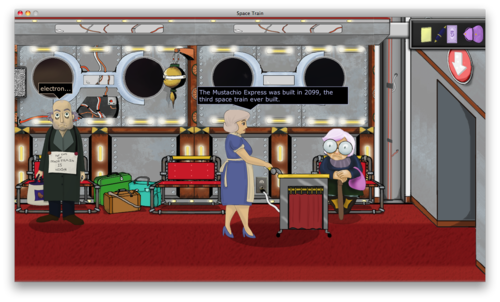 Space Train
electron...
The Mustachio Express was built in 2099, the
third space train ever built.